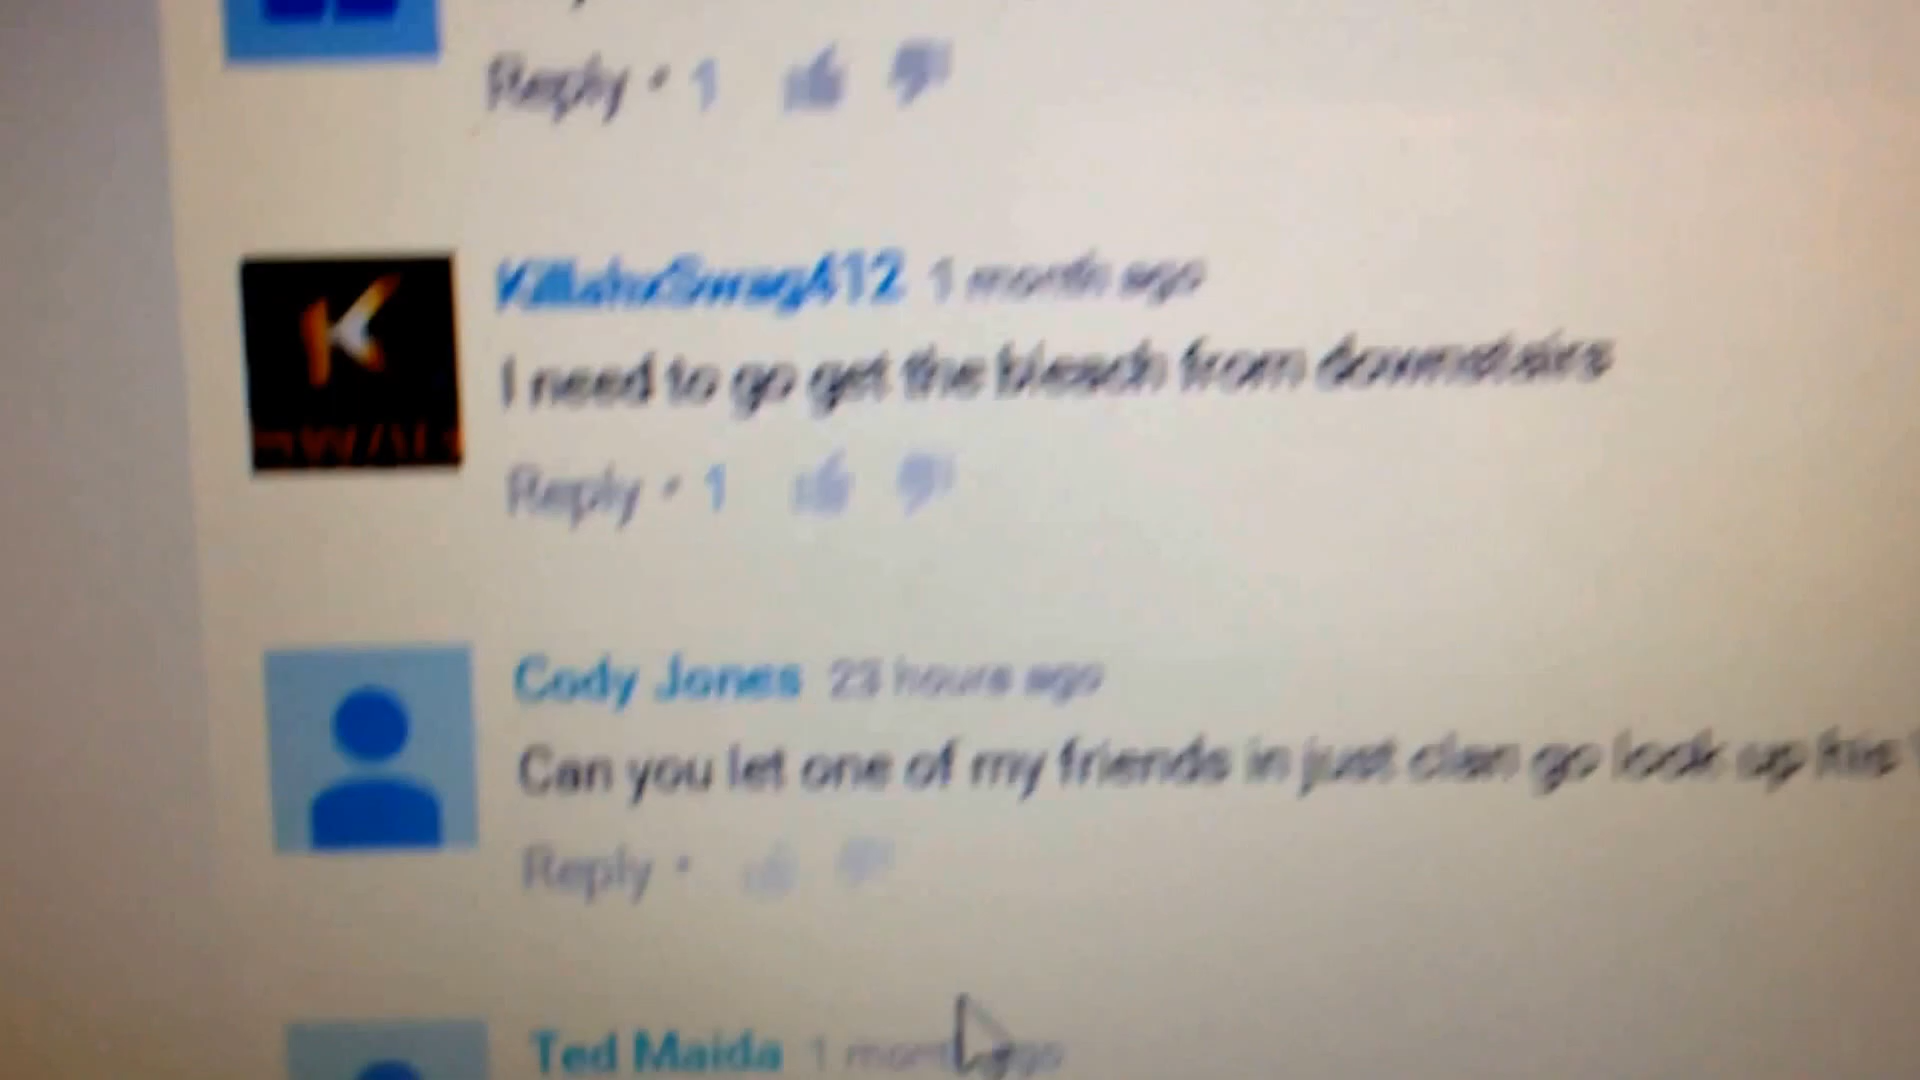 Reply • 1
KillahxSwag412 1 month ago
I need to go get the bleach from downstairs
Reply • 1
Cody Jones 23 hours ago
Can you let one of my friends in just clan go look up his
Reply •
Ted Maida 1 month ago